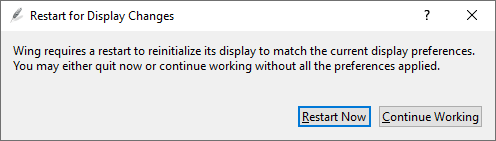 Restart for Display Changes
?
Wing requires a restart to reinitialize its display to match the current display preferences.
You may either quit now or continue working without all the preferences applied.
Restart Now
Continue Working